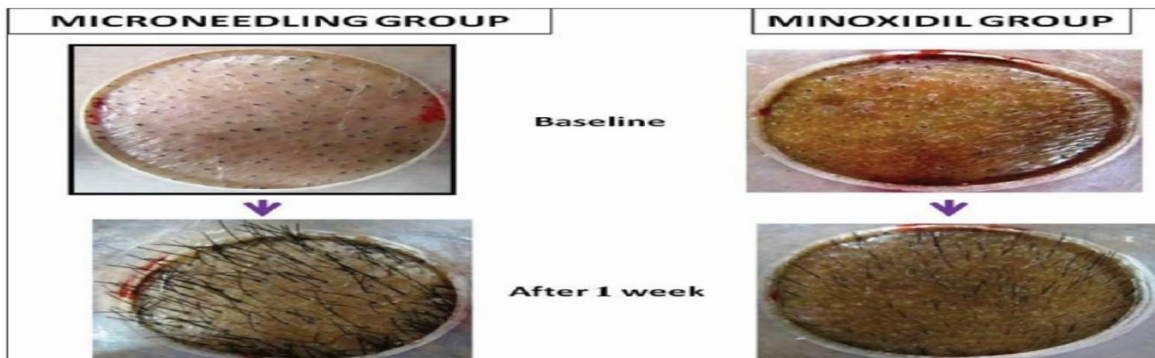 MICRONEEDLING GROUP
MINOXIDIL GROUP
Baseline
After 1 week